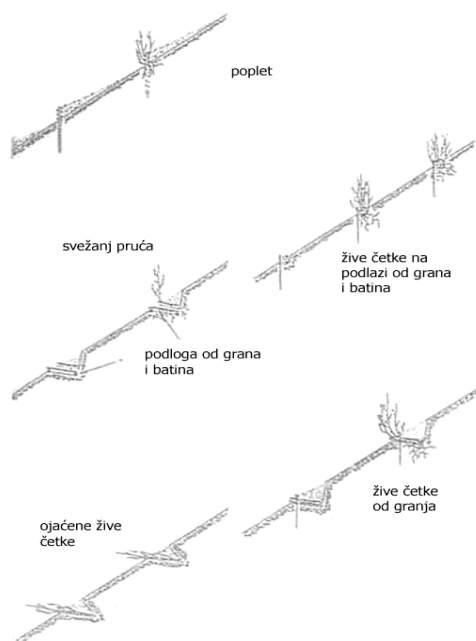 poplet
svežanj pruća
žive četke na
podlazi od grana
i batina
podloga od grana
i batina
žive četke
od granja
ojaćene žive
četke